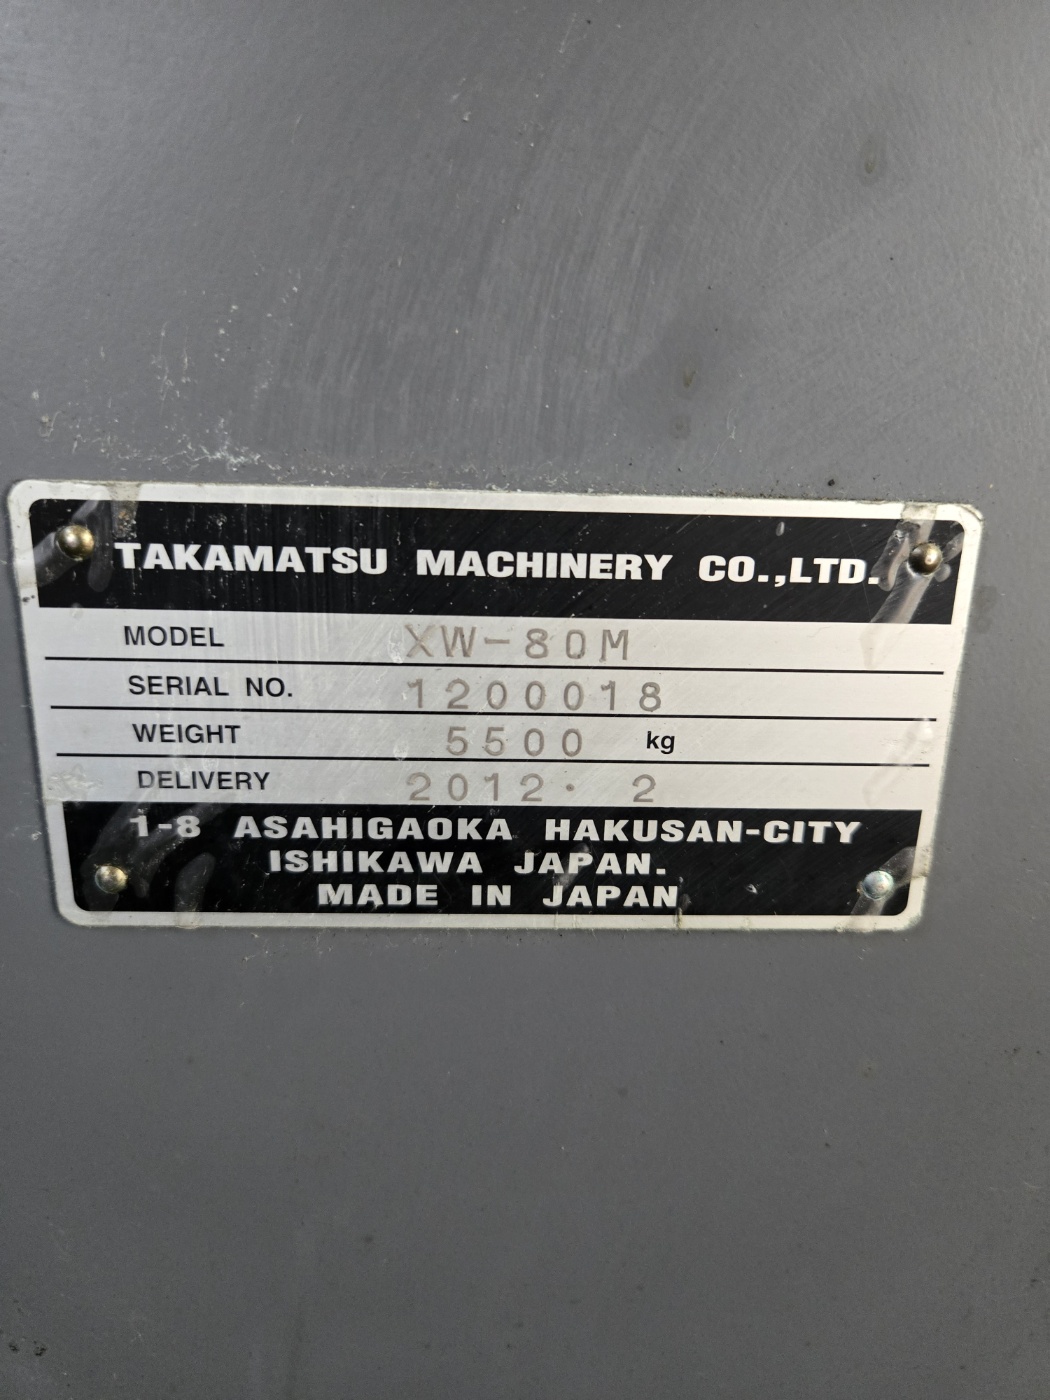 TAKAMATSU MACHINERY CO.,LTD.
MODEL XW-80M
SERIAL NO. 1200018
WEIGHT 5500 kg
DELIVERY 2012. 2
1-8 ASAHIGAOKA HAKUSAN-CITY
ISHIKAWA JAPAN.
MADE IN JAPAN